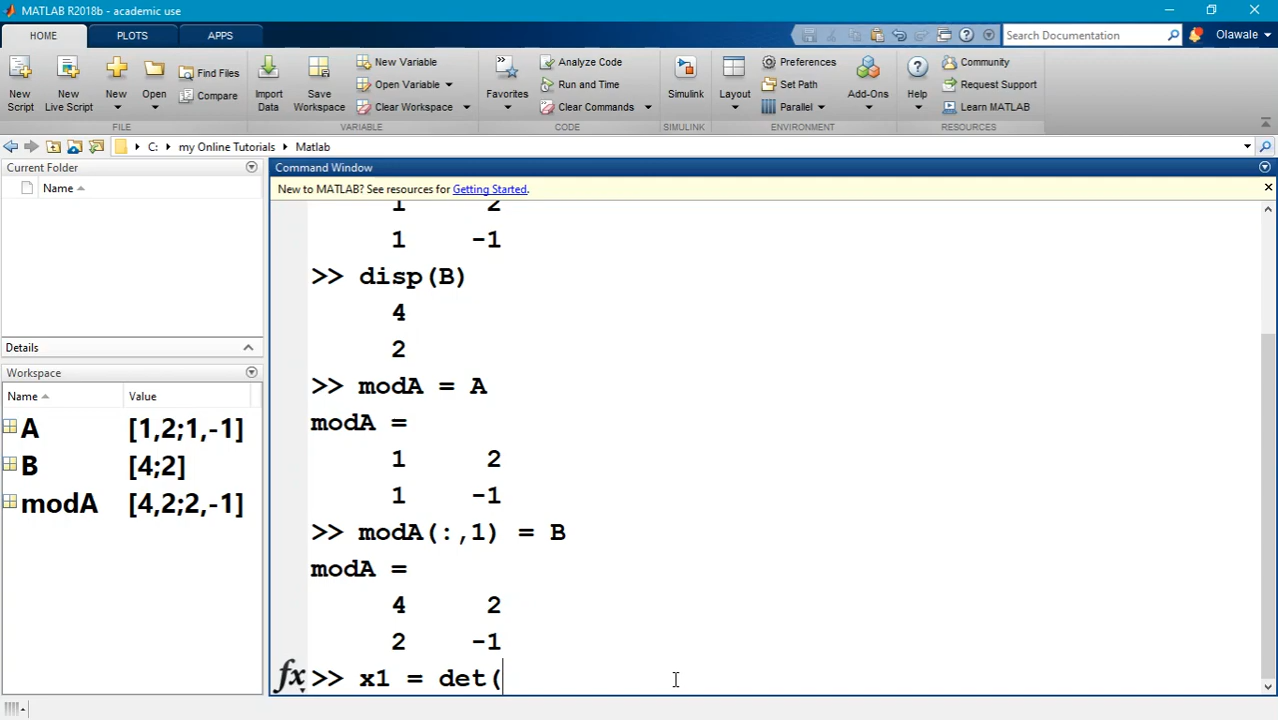 MATLAB R2018b - academic use
HOME PLOTS APPS
Search Documentation
Olawale
New Script
New Live Script
New
Open
Find Files
Compare
Import Data
Save Workspace
New Variable
Open Variable
Clear Workspace
Favorites
Analyze Code
Run and Time
Clear Commands
Simulink
Layout
Preferences
Set Path
Parallel
Add-Ons
Help
Community
Request Support
Learn MATLAB
FILE VARIABLE CODE SIMULINK ENVIRONMENT RESOURCES
C: my Online Tutorials Matlab
Current Folder
Name
Details
Workspace
Name Value
A [1,2;1,-1]
B [4;2]
modA [4,2;2,-1]
Command Window
New to MATLAB? See resources for Getting Started.
1 2
1 -1
>> disp(B)
4
2
>> modA = A
modA =
1 2
1 -1
>> modA(:,1) = B
modA =
4 2
2 -1
fx >> x1 = det(